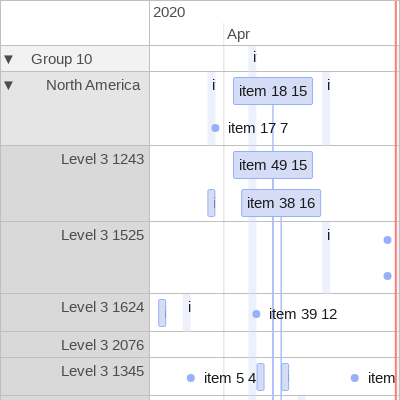 2020
Apr
▼ Group 10 i
▼ North America i item 18 15 i
item 17 7
Level 3 1243 item 49 15
i item 38 16
Level 3 1525 i
Level 3 1624 i item 39 12
Level 3 2076
Level 3 1345 item 5 4 item